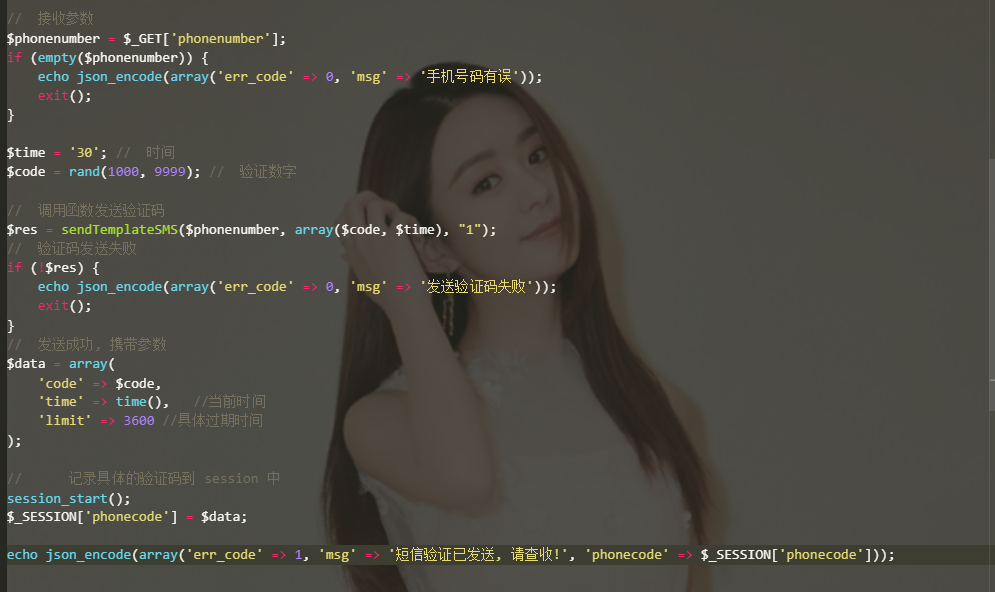 //  接收参数
$phonenumber = $_GET['phonenumber'];
if (empty($phonenumber)) {
    echo json_encode(array('err_code' => 0, 'msg' => '手机号码有误'));
    exit();
}
$time = '30'; //  时间
$code = rand(1000, 9999); //  验证数字
//  调用函数发送验证码
$res = sendTemplateSMS($phonenumber, array($code, $time), "1");
//  验证码发送失败
if (!$res) {
    echo json_encode(array('err_code' => 0, 'msg' => '发送验证码失败'));
    exit();
}
//  发送成功, 携带参数
$data = array(
    'code' => $code,
    'time' => time(),   //当前时间
    'limit' => 3600 //具体过期时间
);
//      记录具体的验证码到 session 中
session_start();
$_SESSION['phonecode'] = $data;
echo json_encode(array('err_code' => 1, 'msg' => '短信验证已发送, 请查收!', 'phonecode' => $_SESSION['phonecode']));